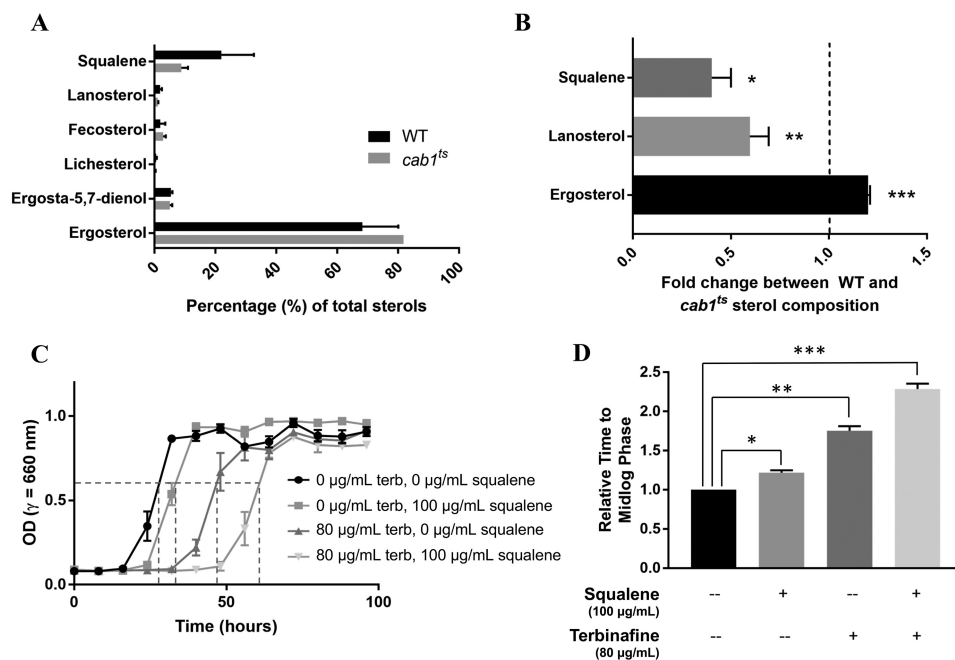 A
Squalene
Lanosterol
Fecosterol
Lichesterol
Ergosta-5,7-dienol
Ergosterol
WT
cab1ts
0 20 40 60 80 100
Percentage (%) of total sterols
B
Squalene
Lanosterol
Ergosterol
*
**
***
0.0 0.5 1.0 1.5
Fold change between WT and
cab1ts sterol composition
C
OD (γ = 660 nm)
1.0
0.5
0.0
0 50 100
Time (hours)
0 µg/mL terb, 0 µg/mL squalene
0 µg/mL terb, 100 µg/mL squalene
80 µg/mL terb, 0 µg/mL squalene
80 µg/mL terb, 100 µg/mL squalene
D
Relative Time to
Midlog Phase
2.5
2.0
1.5
1.0
0.5
0.0
***
**
*
Squalene -- + -- +
(100 µg/mL)
Terbinafine -- -- + +
(80 µg/mL)